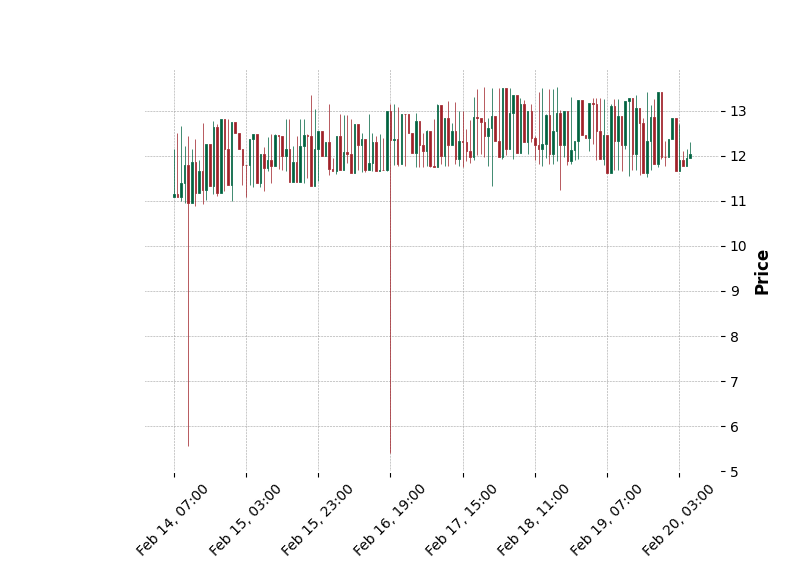 13
12
11
10
9
8
7
6
5
Price
Feb 14, 07:00
Feb 15, 03:00
Feb 15, 23:00
Feb 16, 19:00
Feb 17, 15:00
Feb 18, 11:00
Feb 19, 07:00
Feb 20, 03:00